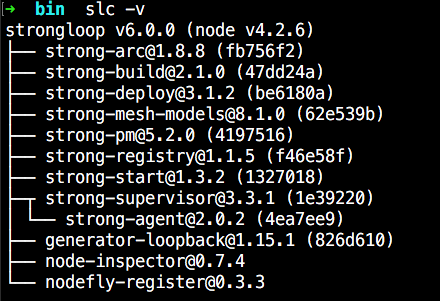 ➜  bin  slc -v
strongloop v6.0.0 (node v4.2.6)
├── strong-arc@1.8.8 (fb756f2)
├── strong-build@2.1.0 (47dd24a)
├── strong-deploy@3.1.2 (be6180a)
├── strong-mesh-models@8.1.0 (62e539b)
├── strong-pm@5.2.0 (4197516)
├── strong-registry@1.1.5 (f46e58f)
├── strong-start@1.3.2 (1327018)
├─┬ strong-supervisor@3.3.1 (1e39220)
│ └── strong-agent@2.0.2 (4ea7ee9)
├── generator-loopback@1.15.1 (826d610)
├── node-inspector@0.7.4
└── nodefly-register@0.3.3